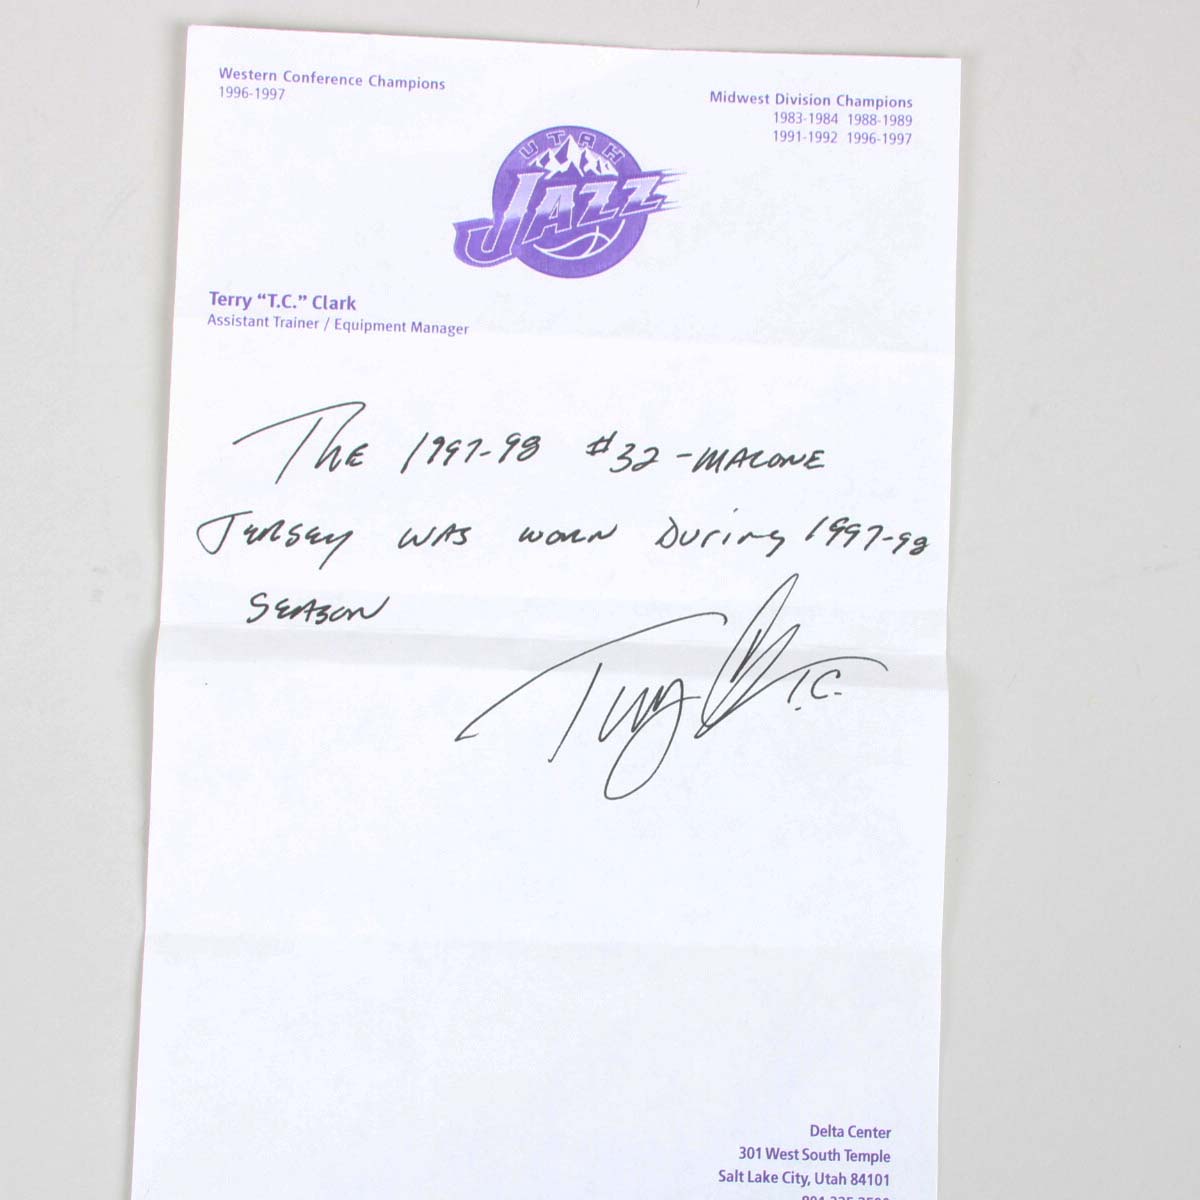 Western Conference Champions
1996-1997
Midwest Division Champions
1983-1984 1988-1989
1991-1992 1996-1997
UTAH
JAZZ
Terry “T.C.” Clark
Assistant Trainer / Equipment Manager
The 1997-98 #32 - MALONE
Jersey WAS WORN During 1997-98
SEASON
Terry C T.C.
Delta Center
301 West South Temple
Salt Lake City, Utah 84101